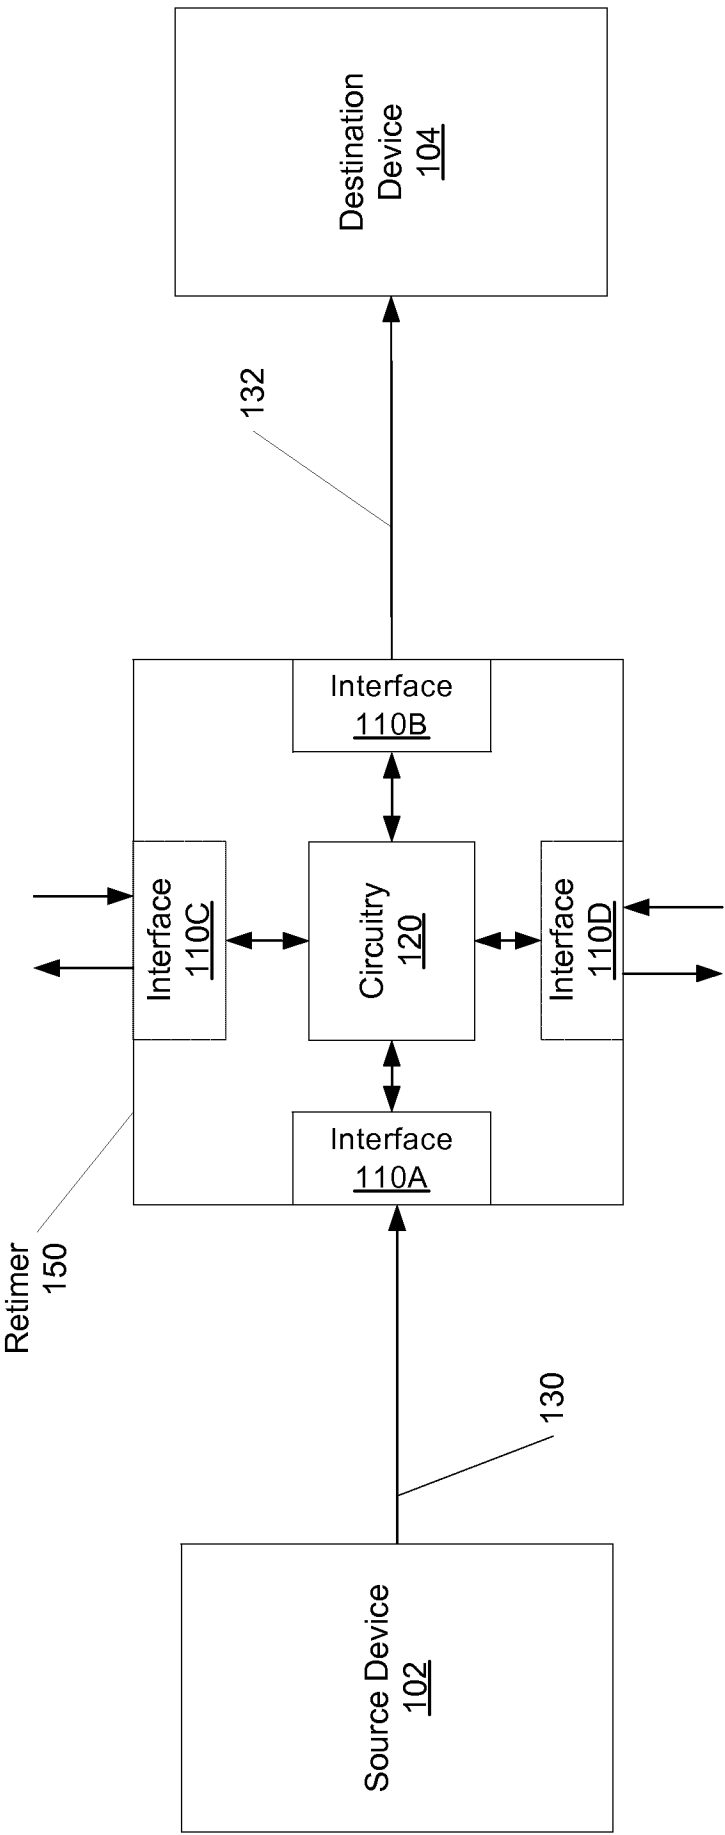 Destination
Device
104
132
Interface
110B
Interface
110C
Circuitry
120
Interface
110D
Interface
110A
Retimer
150
130
Source Device
102